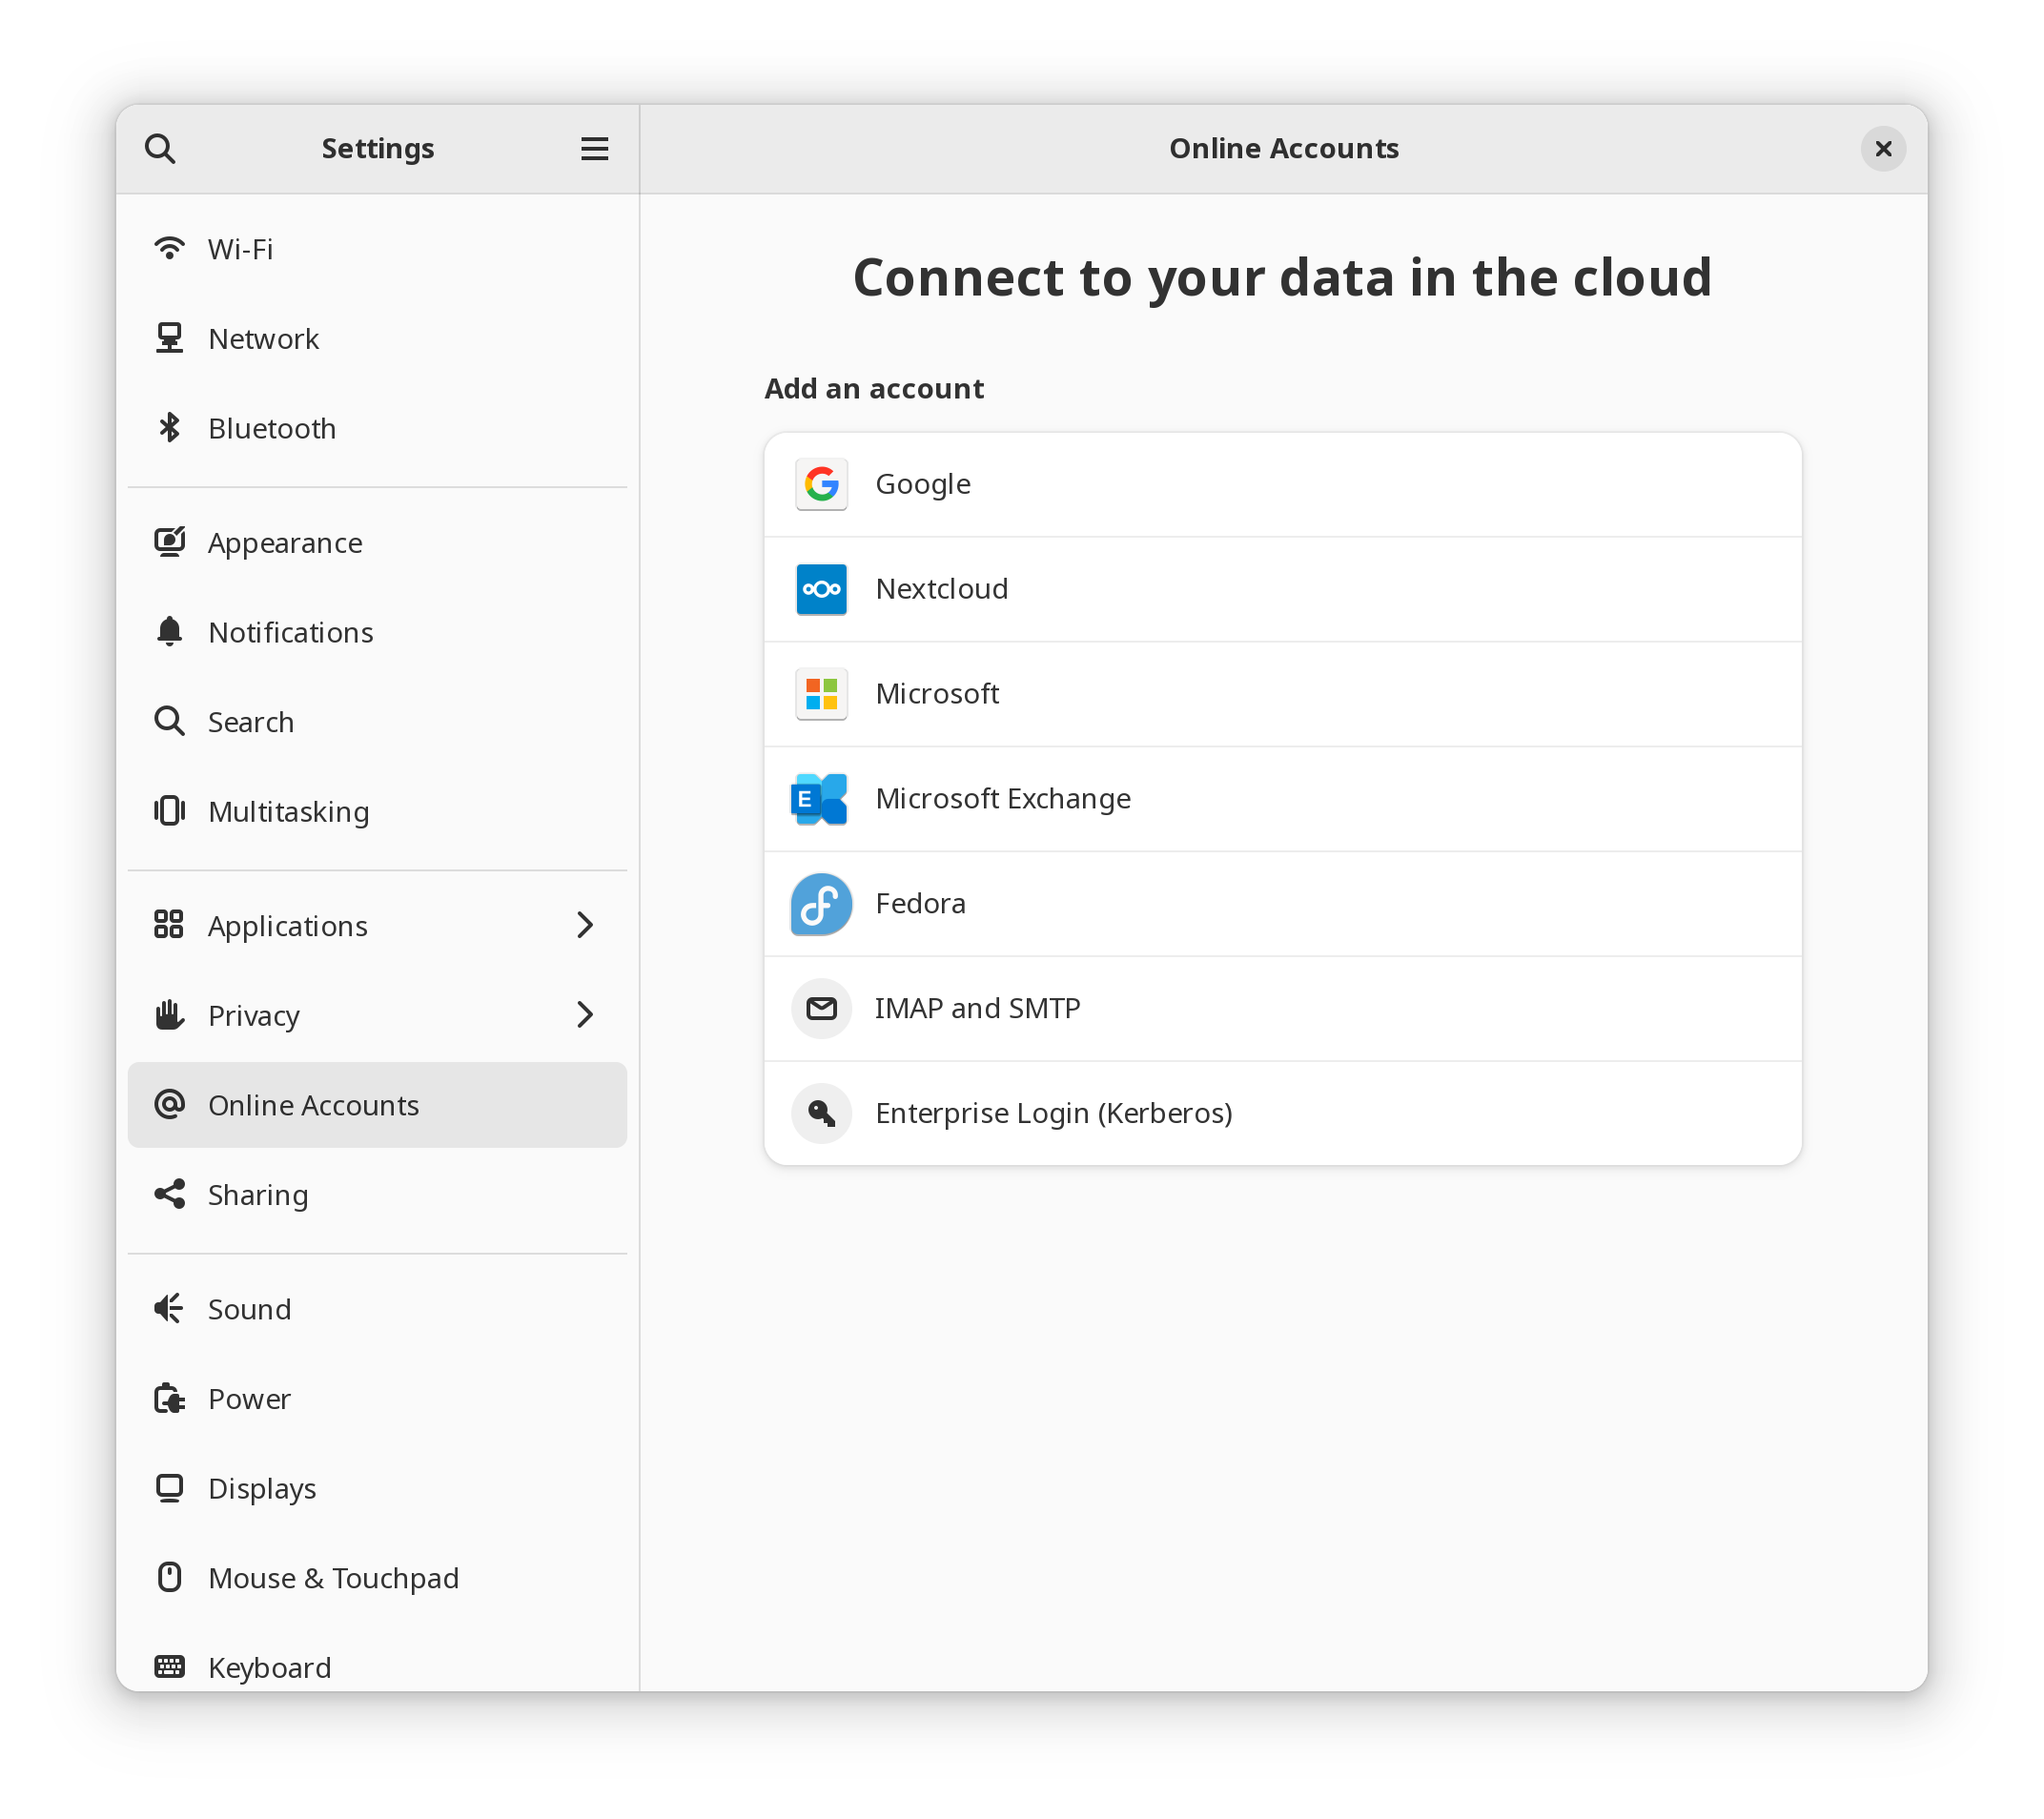 Settings
Wi-Fi
Network
Bluetooth
Appearance
Notifications
Search
Multitasking
Applications
Privacy
Online Accounts
Sharing
Sound
Power
Displays
Mouse & Touchpad
Keyboard
Online Accounts
Connect to your data in the cloud
Add an account
Google
Nextcloud
Microsoft
E
Microsoft Exchange
Fedora
IMAP and SMTP
Enterprise Login (Kerberos)